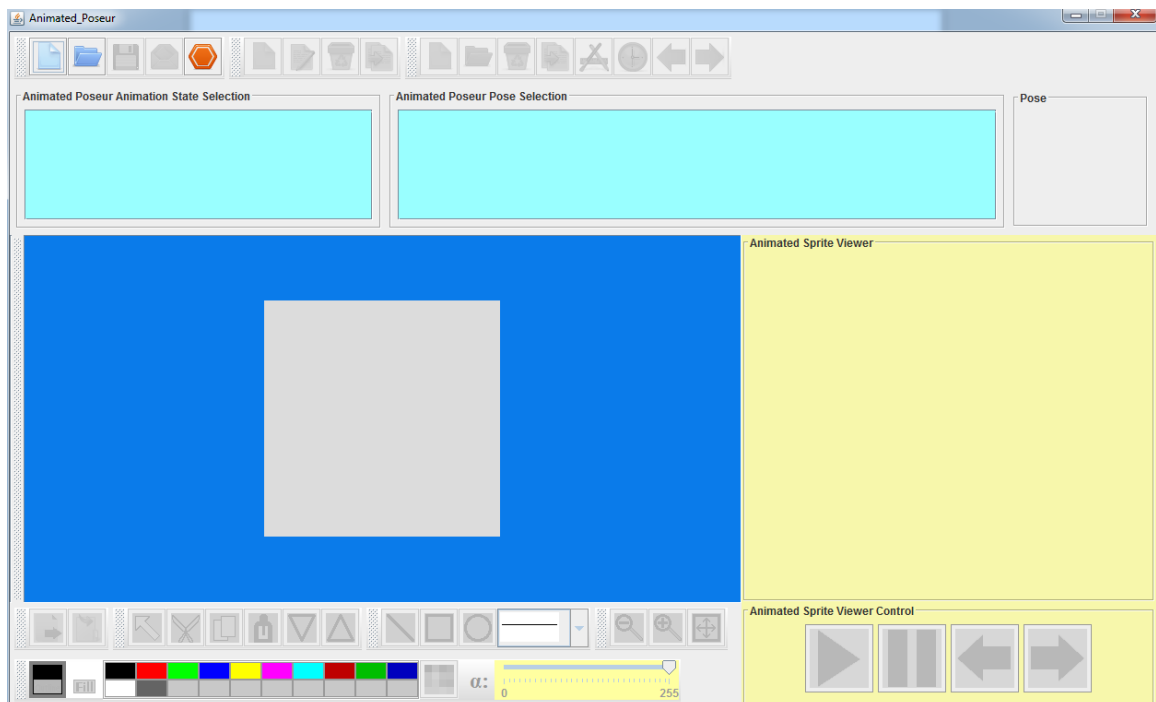 Animated_Poseur
Animated Poseur Animation State Selection
Animated Poseur Pose Selection
Pose
Animated Sprite Viewer
Animated Sprite Viewer Control
Fill
α:
0
255